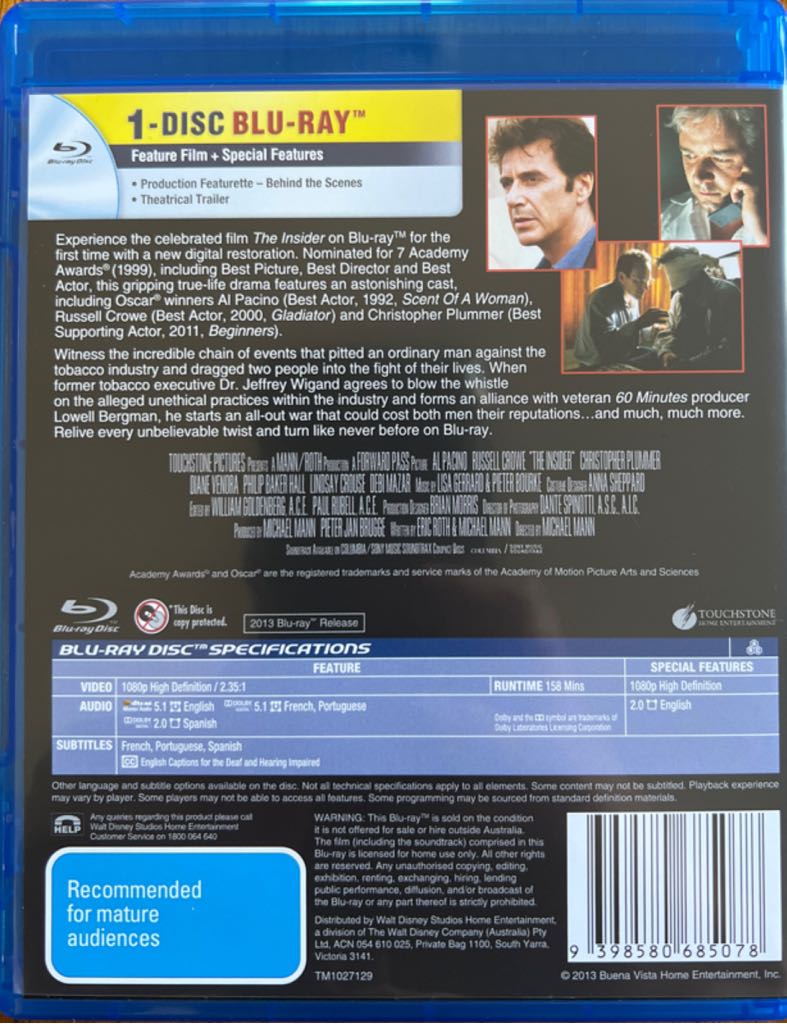 1-DISC BLU-RAY™
Blu-ray Disc
Feature Film + Special Features
• Production Featurette – Behind the Scenes
• Theatrical Trailer
Experience the celebrated film The Insider on Blu-ray™ for the
first time with a new digital restoration. Nominated for 7 Academy
Awards® (1999), including Best Picture, Best Director and Best
Actor, this gripping true-life drama features an astonishing cast,
including Oscar® winners Al Pacino (Best Actor, 1992, Scent Of A Woman),
Russell Crowe (Best Actor, 2000, Gladiator) and Christopher Plummer (Best
Supporting Actor, 2011, Beginners).
Witness the incredible chain of events that pitted an ordinary man against the
tobacco industry and dragged two people into the fight of their lives. When
former tobacco executive Dr. Jeffrey Wigand agrees to blow the whistle
on the alleged unethical practices within the industry and forms an alliance with veteran 60 Minutes producer
Lowell Bergman, he starts an all-out war that could cost both men their reputations...and much, much more.
Relive every unbelievable twist and turn like never before on Blu-ray.
TOUCHSTONE PICTURES PRESENTS A MANN/ROTH PRODUCTION A FORWARD PASS PICTURE AL PACINO RUSSELL CROWE "THE INSIDER" CHRISTOPHER PLUMMER
DIANE VENORA PHILIP BAKER HALL LINDSAY CROUSE DEBI MAZAR MUSIC BY LISA GERRARD & PIETER BOURKE COSTUME DESIGNER ANNA SHEPPARD
EDITED BY WILLIAM GOLDENBERG, A.C.E. PAUL RUBELL, A.C.E. PRODUCTION DESIGNER BRIAN MORRIS DIRECTOR OF PHOTOGRAPHY DANTE SPINOTTI, A.S.C., A.I.C.
PRODUCED BY MICHAEL MANN PIETER JAN BRUGGE WRITTEN BY ERIC ROTH & MICHAEL MANN DIRECTED BY MICHAEL MANN
SOUNDTRACK AVAILABLE ON COLUMBIA/SONY MUSIC SOUNDTRAX COMPACT DISCS COLUMBIA / SONY MUSIC SOUNDTRAX
Academy Awards® and Oscar® are the registered trademarks and service marks of the Academy of Motion Picture Arts and Sciences
Blu-ray Disc
*This Disc is
copy protected.
2013 Blu-ray™ Release
TOUCHSTONE
HOME ENTERTAINMENT
BLU-RAY DISC™ SPECIFICATIONS
FEATURE SPECIAL FEATURES
VIDEO 1080p High Definition / 2.35:1 RUNTIME 158 Mins 1080p High Definition
AUDIO dts-HD Master Audio 5.1 English DOLBY DIGITAL 5.1 French, Portuguese 2.0 English
DOLBY DIGITAL 2.0 Spanish
Dolby and the DD symbol are trademarks of
Dolby Laboratories Licensing Corporation
SUBTITLES French, Portuguese, Spanish
CC English Captions for the Deaf and Hearing Impaired
Other language and subtitle options available on the disc. Not all technical specifications apply to all elements. Some content may not be subtitled. Playback experience
may vary by player. Some players may not be able to access all features. Some programming may be sourced from standard definition materials.
HELP
Any queries regarding this product please call
Walt Disney Studios Home Entertainment
Customer Service on 1800 064 640
Recommended
for mature
audiences
WARNING: This Blu-ray™ is sold on the condition
it is not offered for sale or hire outside Australia.
The film (including the soundtrack) comprised in this
Blu-ray is licensed for home use only. All other rights
are reserved. Any unauthorised copying, editing,
exhibition, renting, exchanging, hiring, lending
public performance, diffusion, and/or broadcast of
the Blu-ray or any part thereof is strictly prohibited.
Distributed by Walt Disney Studios Home Entertainment,
a division of The Walt Disney Company (Australia) Pty
Ltd, ACN 054 610 025, Private Bag 1100, South Yarra,
Victoria 3141.
TM1027129
9 398580 685078
© 2013 Buena Vista Home Entertainment, Inc.